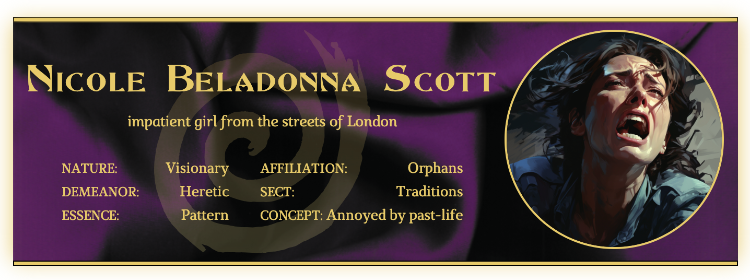 Nicole Beladonna Scott
impatient girl from the streets of London
NATURE: Visionary AFFILIATION: Orphans
DEMEANOR: Heretic SECT: Traditions
ESSENCE: Pattern CONCEPT: Annoyed by past-life